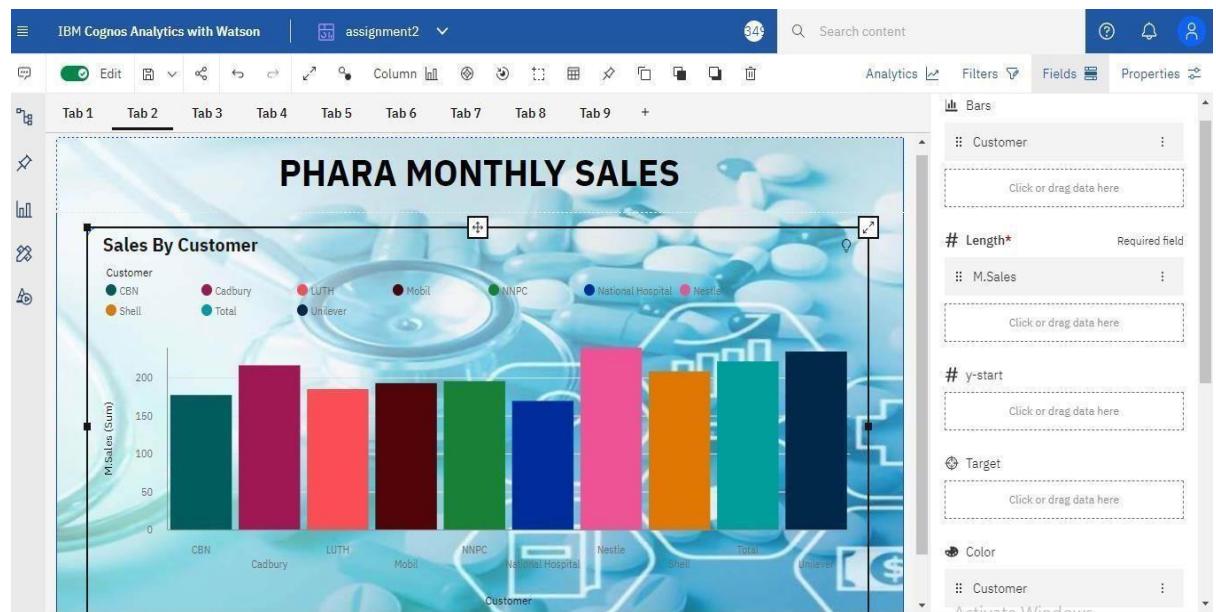 IBM Cognos Analytics with Watson
assignment2
349
Search content
Edit
Column
Analytics
Filters
Fields
Properties
Tab 1 Tab 2 Tab 3 Tab 4 Tab 5 Tab 6 Tab 7 Tab 8 Tab 9 +
PHARA MONTHLY SALES
Sales By Customer
Customer
CBN Cadbury LUTH Mobil NNPC National Hospital Nestle
Shell Total Unilever
M.Sales (Sum)
200
150
100
50
0
CBN Cadbury LUTH Mobil NNPC National Hospital Nestle Shell Total Unilever
Customer
Bars
Customer
Click or drag data here
# Length* Required field
M.Sales
Click or drag data here
# y-start
Click or drag data here
Target
Click or drag data here
Color
Customer
Activate Windows